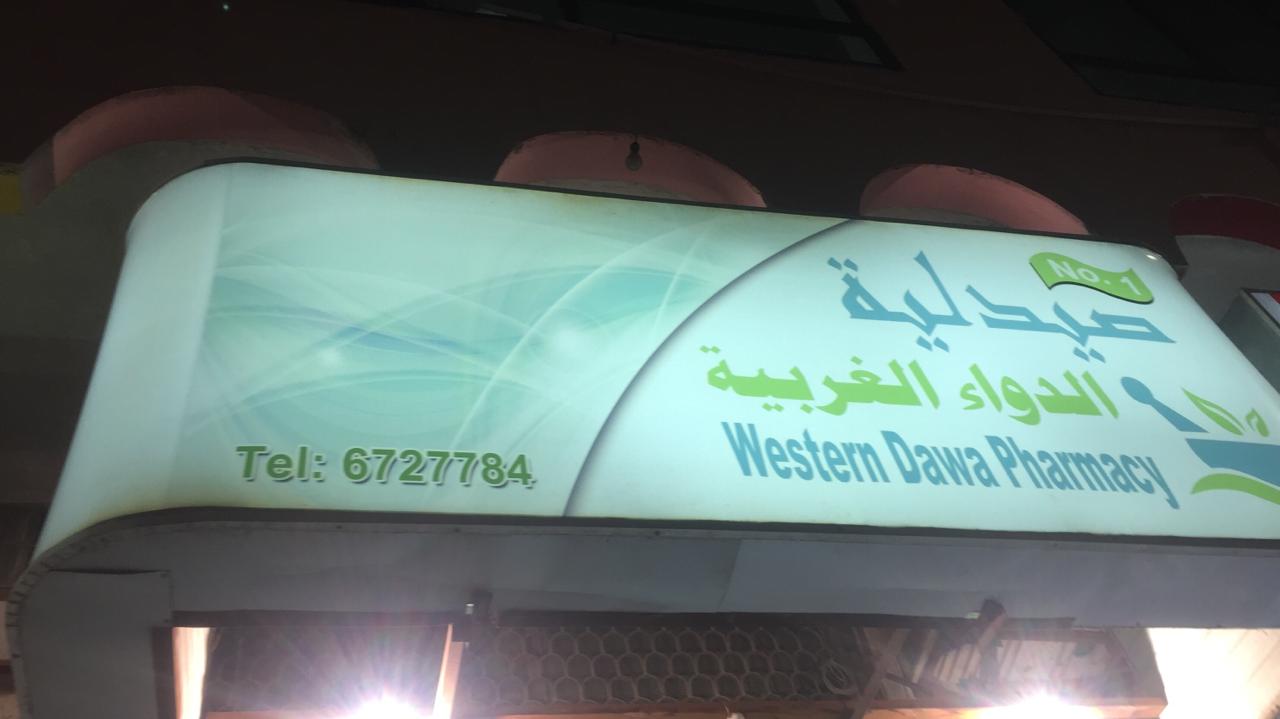 No. 1
صيدلية
الدواء الغربية
Western Dawa Pharmacy
Tel: 6727784